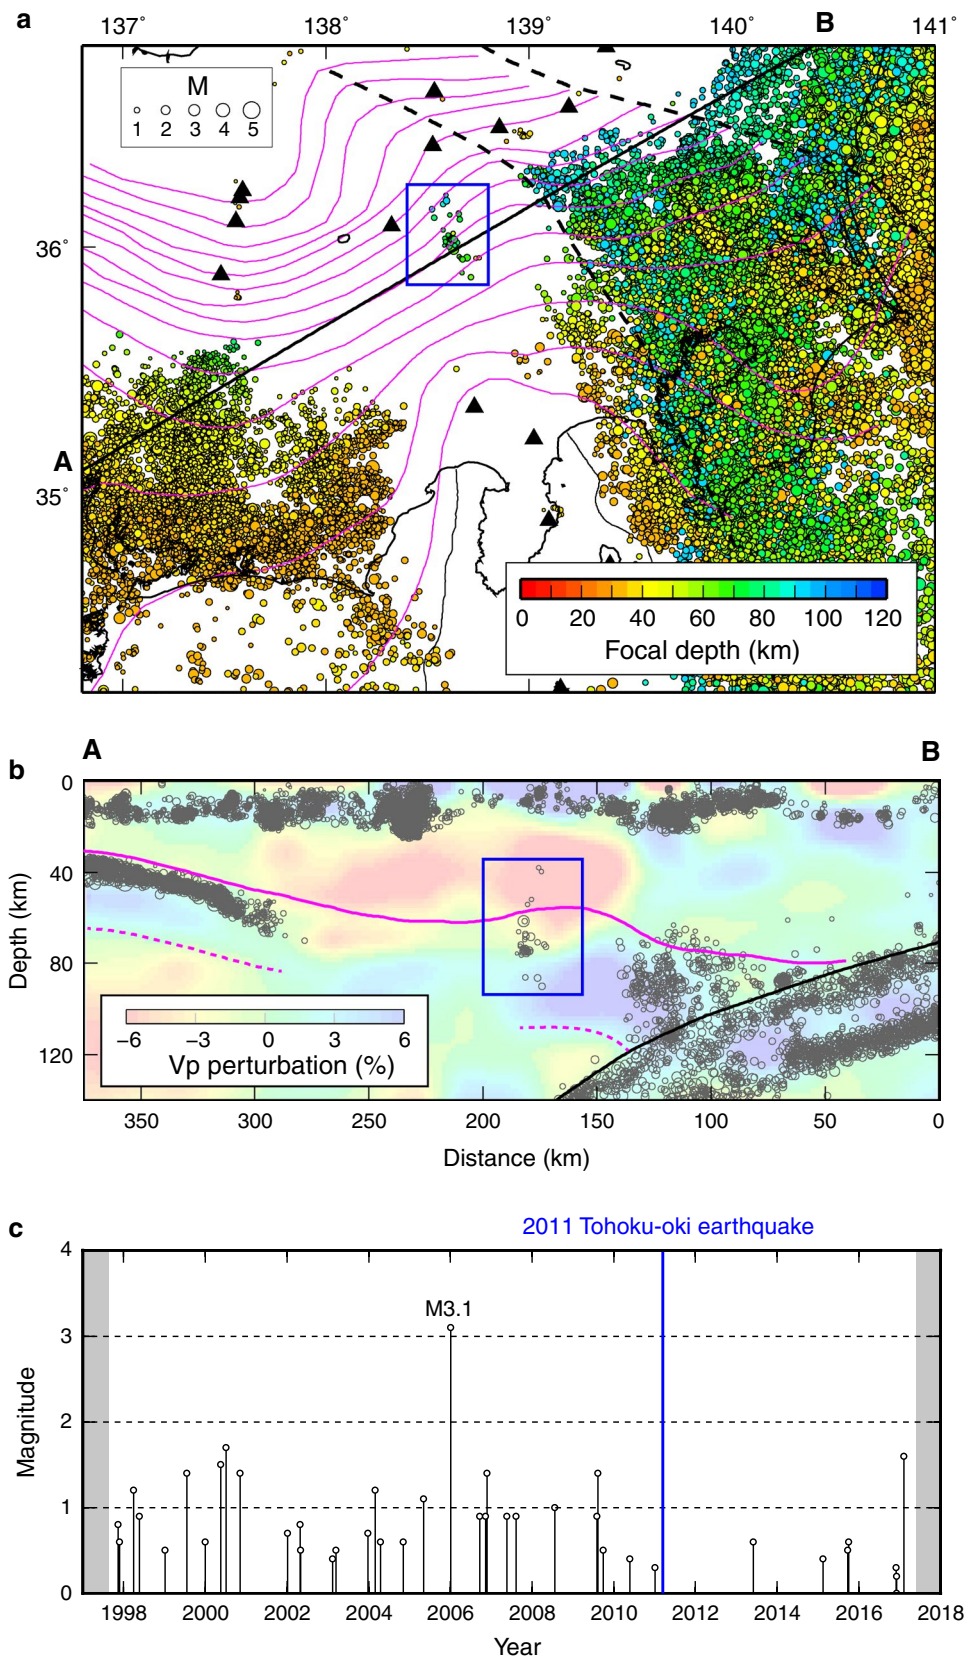 a
137° 138° 139° 140° B 141°
M
1 2 3 4 5
36°
A
35°
0 20 40 60 80 100 120
Focal depth (km)
A B
b
0
40
80
120
Depth (km)
−6 −3 0 3 6
Vp perturbation (%)
350 300 250 200 150 100 50 0
Distance (km)
c
2011 Tohoku-oki earthquake
4
M3.1
3
2
1
0
Magnitude
1998 2000 2002 2004 2006 2008 2010 2012 2014 2016 2018
Year